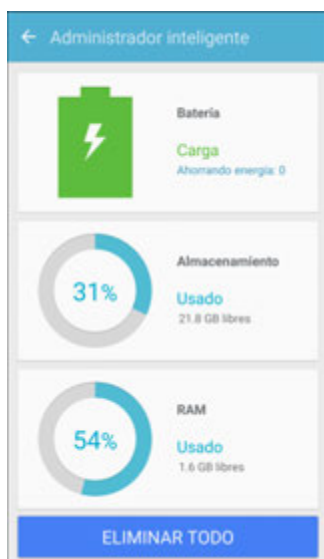 Administrador inteligente
Batería
Carga
Ahorrando energía: 0
31%
Almacenamiento
Usado
21.8 GB libres
54%
RAM
Usado
1.6 GB libres
ELIMINAR TODO